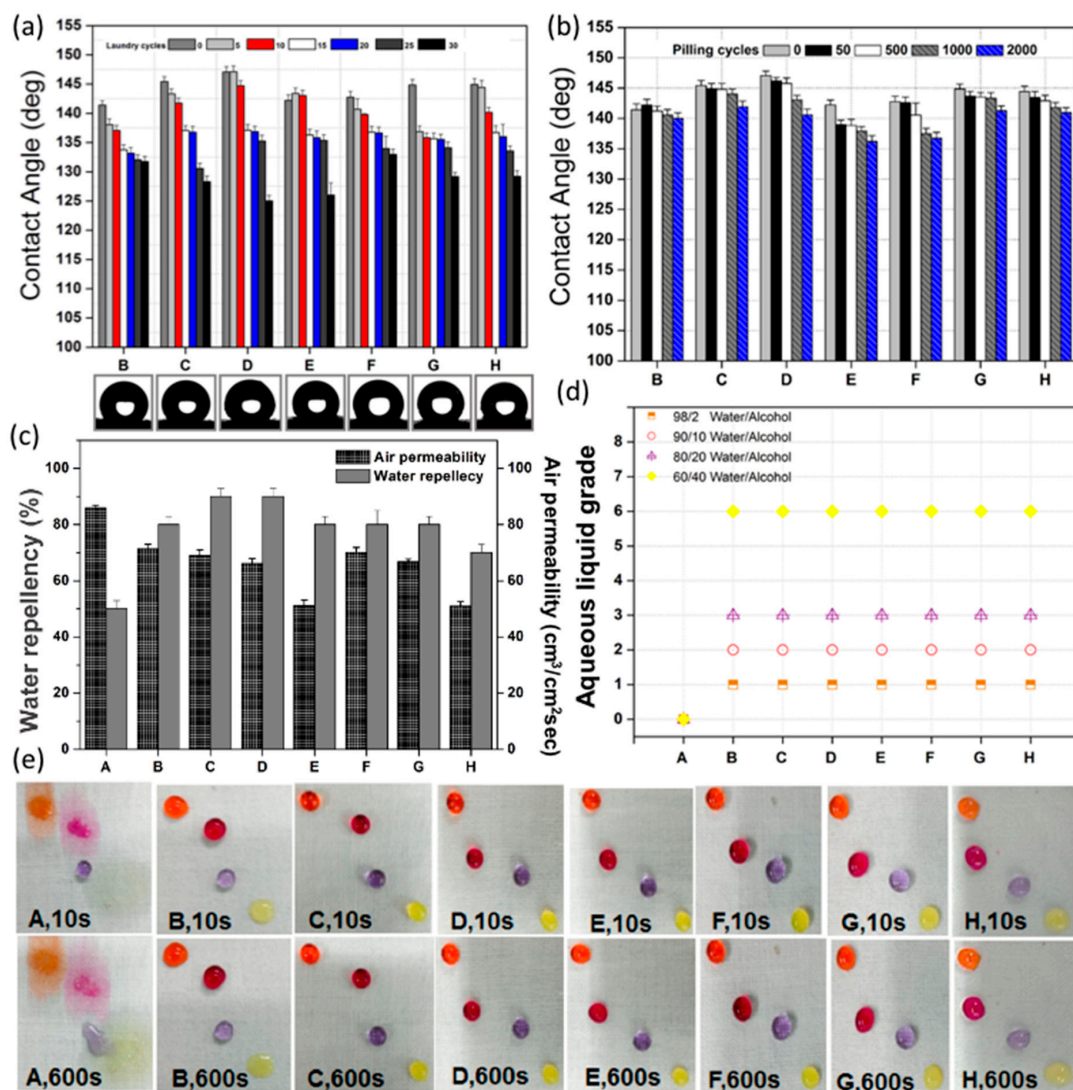 (a)
155
150
145
140
135
130
125
120
115
110
105
100
Contact Angle (deg)
Laundry cycles 0 5 10 15 20 25 30
B C D E F G H
(b)
155
150
145
140
135
130
125
120
115
110
105
100
Contact Angle (deg)
Pilling cycles 0 50 500 1000 2000
B C D E F G H
(c)
100
80
60
40
20
0
Water repellency (%)
Air permeability
Water repellecy
100
80
60
40
20
0
Air permeability (cm³/cm²sec)
A B C D E F G H
(d)
98/2 Water/Alcohol
90/10 Water/Alcohol
80/20 Water/Alcohol
60/40 Water/Alcohol
8
7
6
5
4
3
2
1
0
Aqueous liquid grade
A B C D E F G H
(e)
A,10s B,10s C,10s D,10s E,10s F,10s G,10s H,10s
A,600s B,600s C,600s D,600s E,600s F,600s G,600s H,600s